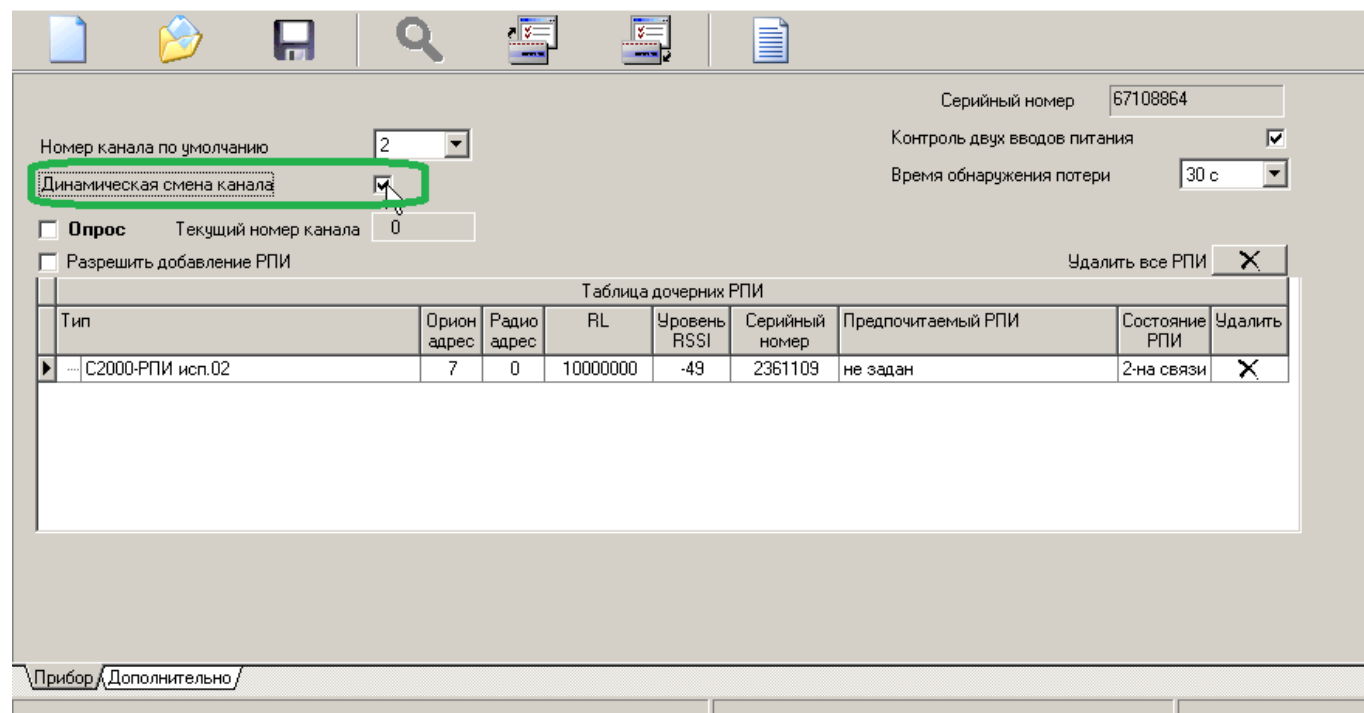 Серийный номер 67108864
Номер канала по умолчанию 2
Контроль двух вводов питания
Динамическая смена канала
Время обнаружения потери 30 с
Опрос Текущий номер канала 0
Разрешить добавление РПИ
Удалить все РПИ
Таблица дочерних РПИ
Тип Орион адрес Радио адрес RL Уровень RSSI Серийный номер Предпочитаемый РПИ Состояние РПИ Удалить
С2000-РПИ исп.02 7 0 10000000 -49 2361109 не задан 2-на связи
Прибор Дополнительно